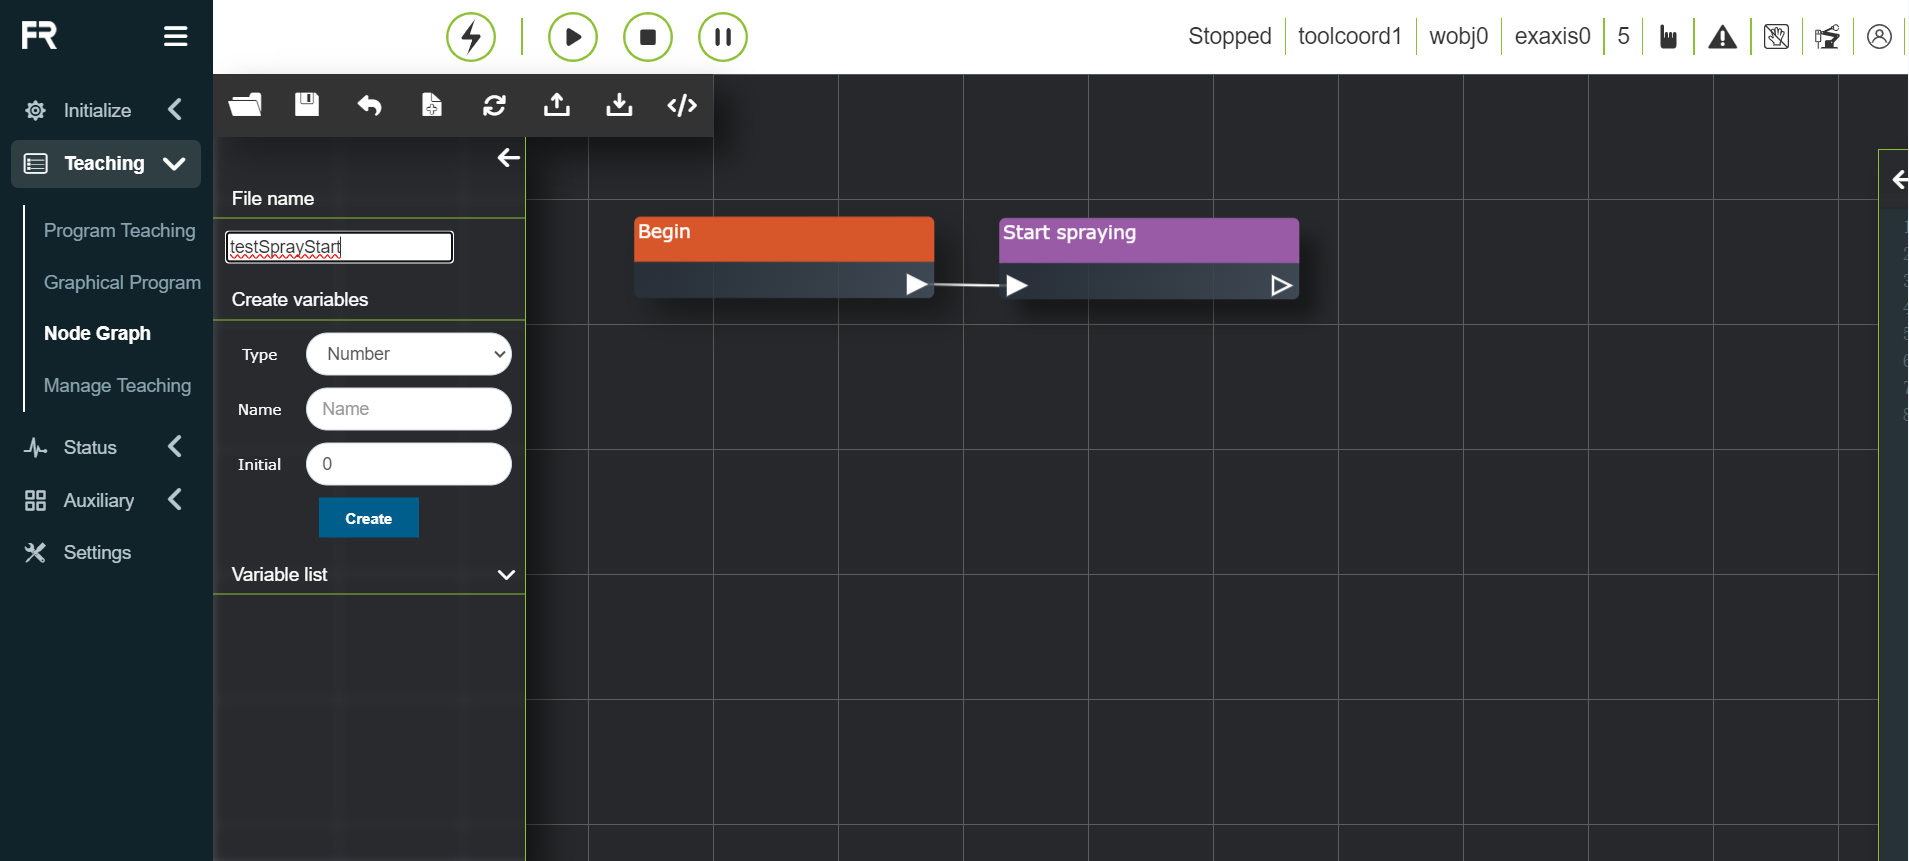 FR
Stopped
toolcoord1
wobj0
exaxis0
5
Initialize
Teaching
Program Teaching
Graphical Program
Node Graph
Manage Teaching
Status
Auxiliary
Settings
File name
testSprayStart
Create variables
Type
Number
Name
Name
Initial
0
Create
Variable list
Begin
Start spraying